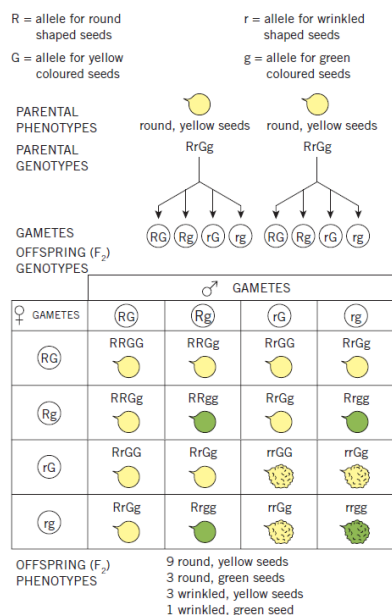 R = allele for round
shaped seeds
r = allele for wrinkled
shaped seeds
G = allele for yellow
coloured seeds
g = allele for green
coloured seeds
PARENTAL
PHENOTYPES
round, yellow seeds
round, yellow seeds
PARENTAL
GENOTYPES
RrGg
RrGg
GAMETES
RG Rg rG rg RG Rg rG rg
OFFSPRING (F₂)
GENOTYPES
♂ GAMETES
♀ GAMETES RG Rg rG rg
RG RRGG RRGg RrGG RrGg
Rg RRGg RRgg RrGg Rrgg
rG RrGG RrGg rrGG rrGg
rg RrGg Rrgg rrGg rrgg
OFFSPRING (F₂)
PHENOTYPES
9 round, yellow seeds
3 round, green seeds
3 wrinkled, yellow seeds
1 wrinkled, green seed